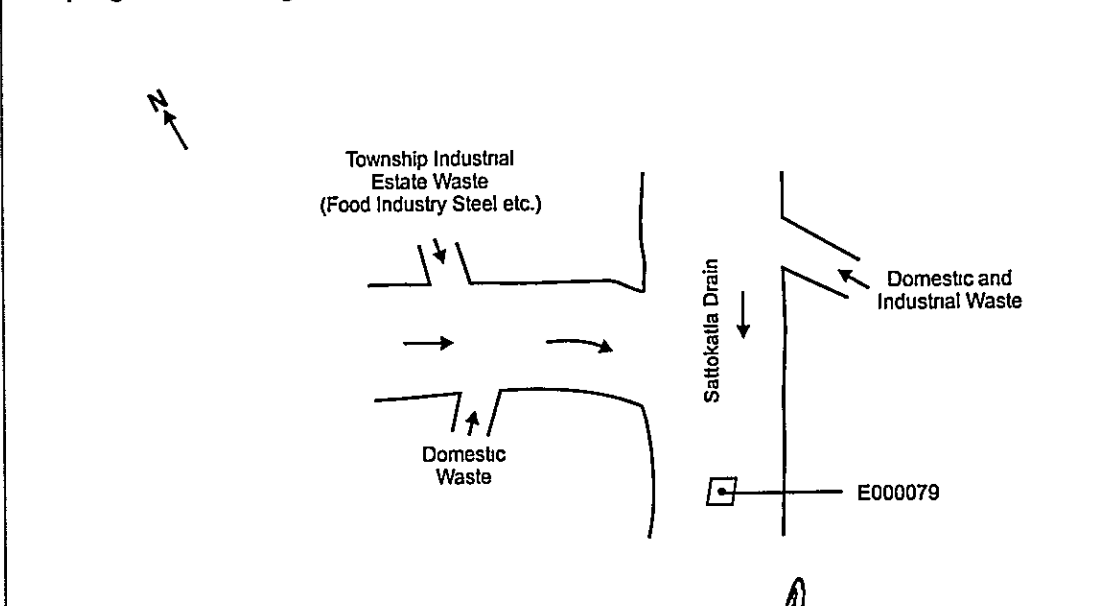 N
Township Industrial
Estate Waste
(Food Industry Steel etc.)
Sattokatla Drain
Domestic and
Industrial Waste
Domestic
Waste
E000079